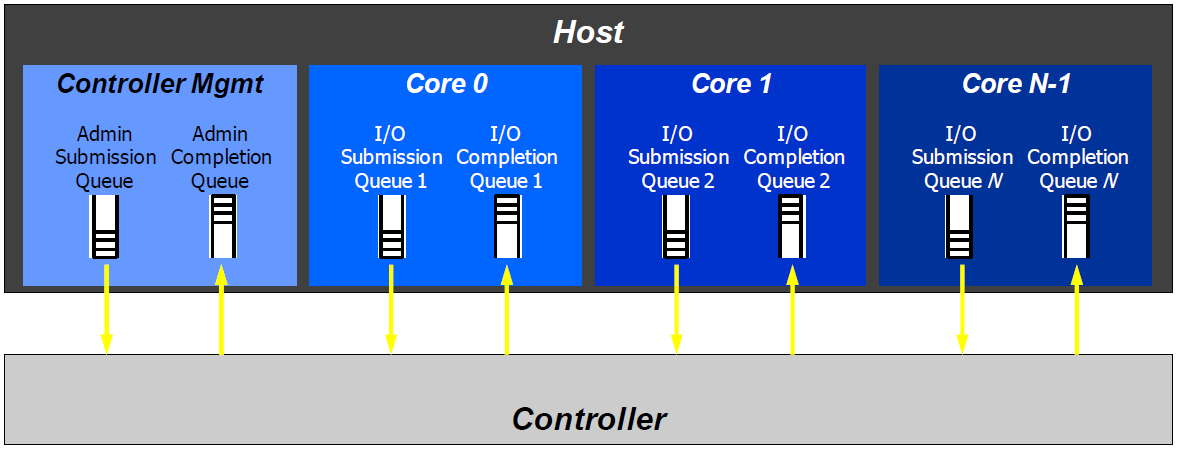 Host
Controller Mgmt
Admin
Submission
Queue
Admin
Completion
Queue
Core 0
I/O
Submission
Queue 1
I/O
Completion
Queue 1
Core 1
I/O
Submission
Queue 2
I/O
Completion
Queue 2
Core N-1
I/O
Submission
Queue N
I/O
Completion
Queue N
Controller